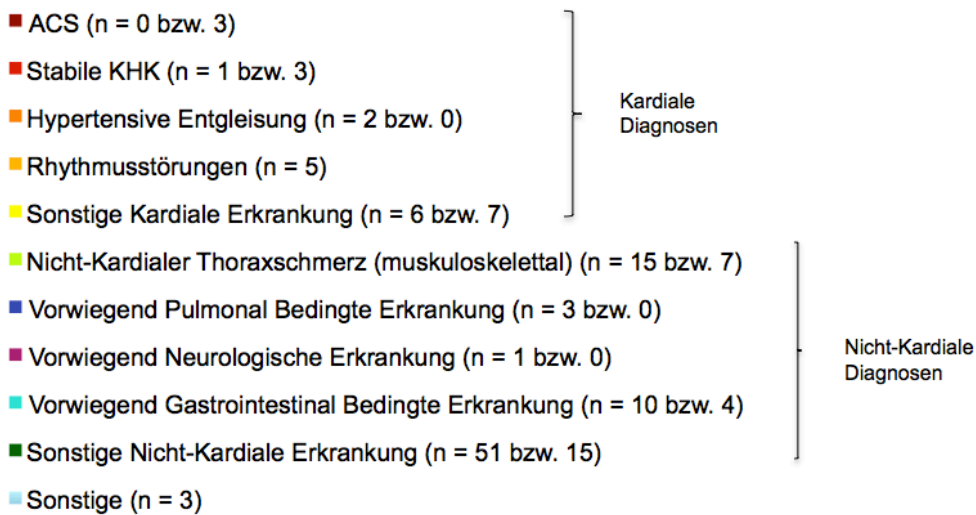 ACS (n = 0 bzw. 3)
Stabile KHK (n = 1 bzw. 3)
Hypertensive Entgleisung (n = 2 bzw. 0)
Rhythmusstörungen (n = 5)
Sonstige Kardiale Erkrankung (n = 6 bzw. 7)
Kardiale
Diagnosen
Nicht-Kardialer Thoraxschmerz (muskuloskelettal) (n = 15 bzw. 7)
Vorwiegend Pulmonal Bedingte Erkrankung (n = 3 bzw. 0)
Vorwiegend Neurologische Erkrankung (n = 1 bzw. 0)
Vorwiegend Gastrointestinal Bedingte Erkrankung (n = 10 bzw. 4)
Sonstige Nicht-Kardiale Erkrankung (n = 51 bzw. 15)
Nicht-Kardiale
Diagnosen
Sonstige (n = 3)